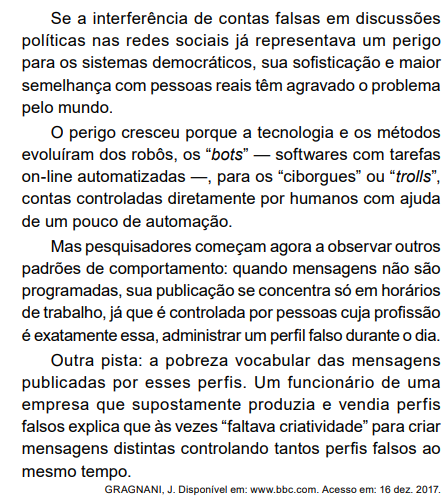 Se a interferência de contas falsas em discussões
políticas nas redes sociais já representava um perigo
para os sistemas democráticos, sua sofisticação e maior
semelhança com pessoas reais têm agravado o problema
pelo mundo.
O perigo cresceu porque a tecnologia e os métodos
evoluíram dos robôs, os “bots” — softwares com tarefas
on-line automatizadas —, para os “ciborgues” ou “trolls”,
contas controladas diretamente por humanos com ajuda
de um pouco de automação.
Mas pesquisadores começam agora a observar outros
padrões de comportamento: quando mensagens não são
programadas, sua publicação se concentra só em horários
de trabalho, já que é controlada por pessoas cuja profissão
é exatamente essa, administrar um perfil falso durante o dia.
Outra pista: a pobreza vocabular das mensagens
publicadas por esses perfis. Um funcionário de uma
empresa que supostamente produzia e vendia perfis
falsos explica que às vezes “faltava criatividade” para criar
mensagens distintas controlando tantos perfis falsos ao
mesmo tempo.
GRAGNANI, J. Disponível em: www.bbc.com. Acesso em: 16 dez. 2017.